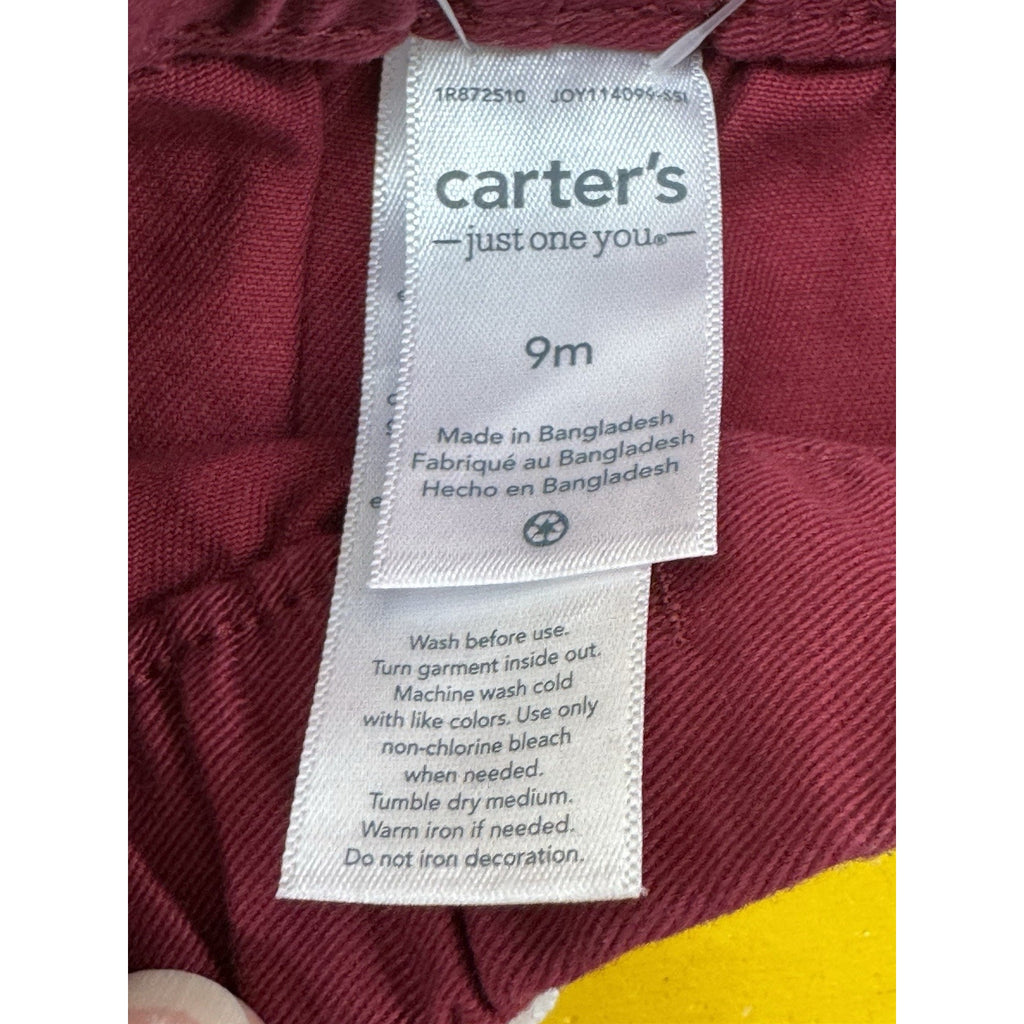 1R872510 JOY114099-SSI
carter's
just one you®
9m
Made in Bangladesh
Fabriqué au Bangladesh
Hecho en Bangladesh
Wash before use.
Turn garment inside out.
Machine wash cold
with like colors. Use only
non-chlorine bleach
when needed.
Tumble dry medium.
Warm iron if needed.
Do not iron decoration.